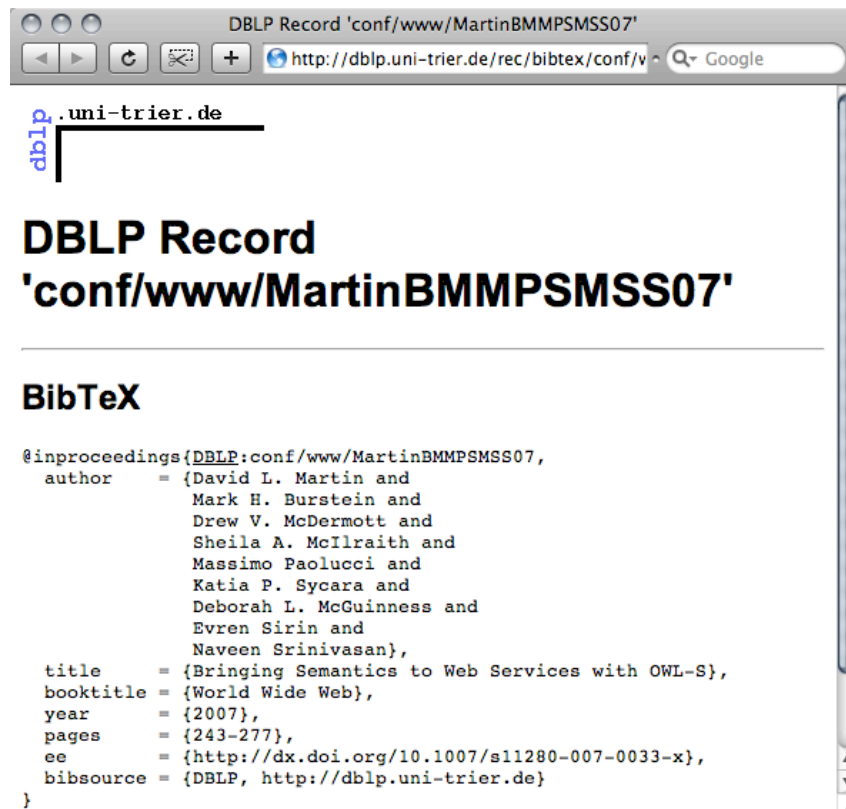 DBLP Record 'conf/www/MartinBMMPSMSS07'
http://dblp.uni-trier.de/rec/bibtex/conf/v
Google
dblp.uni-trier.de
DBLP Record
'conf/www/MartinBMMPSMSS07'
BibTeX
@inproceedings{DBLP:conf/www/MartinBMMPSMSS07,
  author    = {David L. Martin and
               Mark H. Burstein and
               Drew V. McDermott and
               Sheila A. McIlraith and
               Massimo Paolucci and
               Katia P. Sycara and
               Deborah L. McGuinness and
               Evren Sirin and
               Naveen Srinivasan},
  title     = {Bringing Semantics to Web Services with OWL-S},
  booktitle = {World Wide Web},
  year      = {2007},
  pages     = {243-277},
  ee        = {http://dx.doi.org/10.1007/s11280-007-0033-x},
  bibsource = {DBLP, http://dblp.uni-trier.de}
}